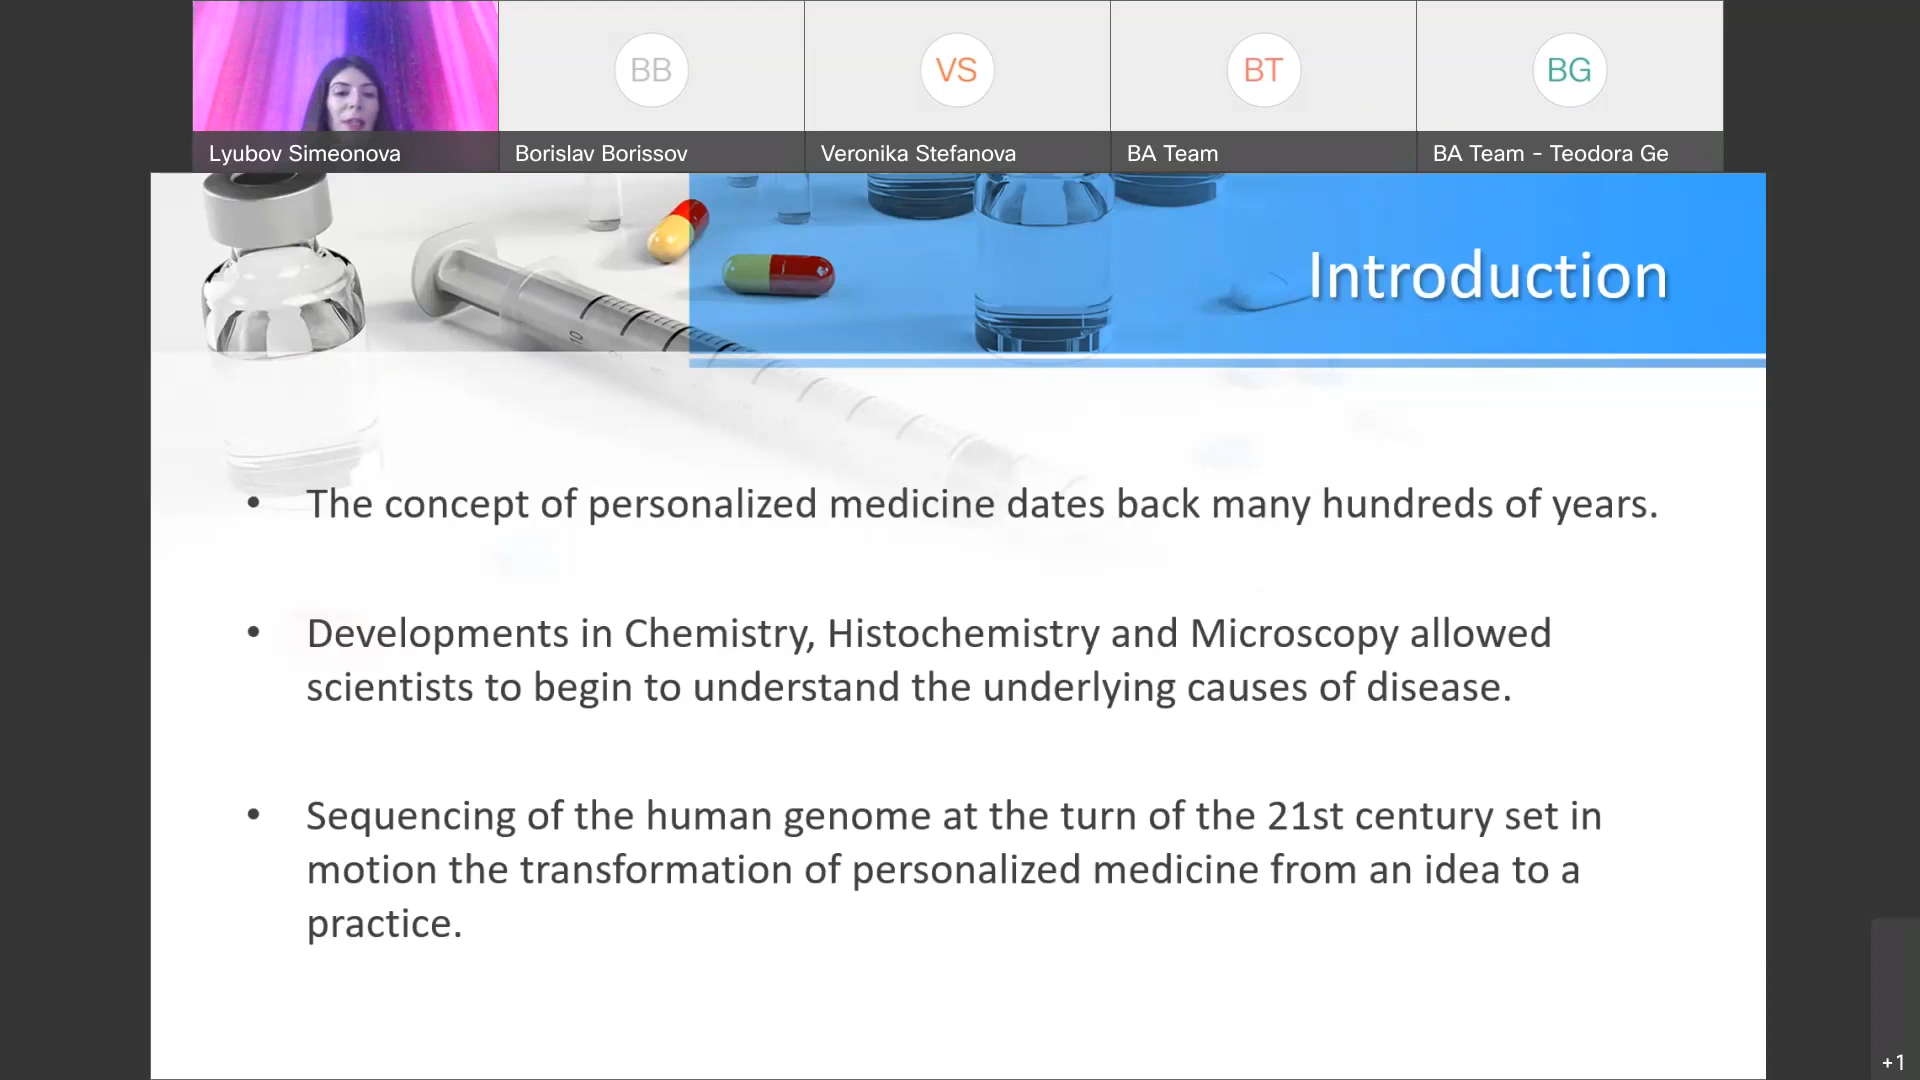 BB
VS
BT
BG
Lyubov Simeonova
Borislav Borissov
Veronika Stefanova
BA Team
BA Team - Teodora Ge
Introduction
• The concept of personalized medicine dates back many hundreds of years.
• Developments in Chemistry, Histochemistry and Microscopy allowed
scientists to begin to understand the underlying causes of disease.
• Sequencing of the human genome at the turn of the 21st century set in
motion the transformation of personalized medicine from an idea to a
practice.
+1